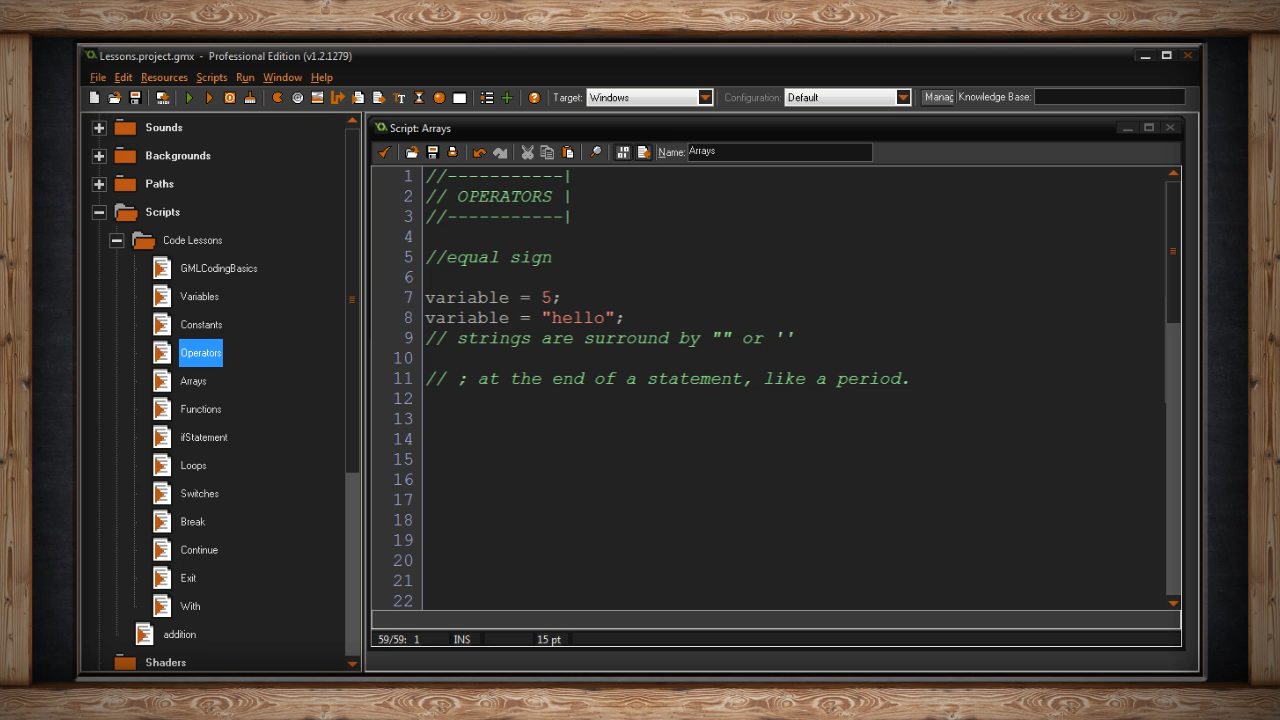 Lessons.project.gmx - Professional Edition (v1.2.1279)
File Edit Resources Scripts Run Window Help
Target: Windows Configuration: Default Manag Knowledge Base:
Sounds
Backgrounds
Paths
Scripts
Code Lessons
GMLCodingBasics
Variables
Constants
Operators
Arrays
Functions
ifStatement
Loops
Switches
Break
Continue
Exit
With
addition
Shaders
Script: Arrays
Name: Arrays
1 //-----------|
2 // OPERATORS |
3 //-----------|
4
5 //equal sign
6
7 variable = 5;
8 variable = "hello";
9 // strings are surround by "" or ''
10
11 // ; at the end of a statement, like a period.
12
13
14
15
16
17
18
19
20
21
22
59/59: 1 INS 15 pt